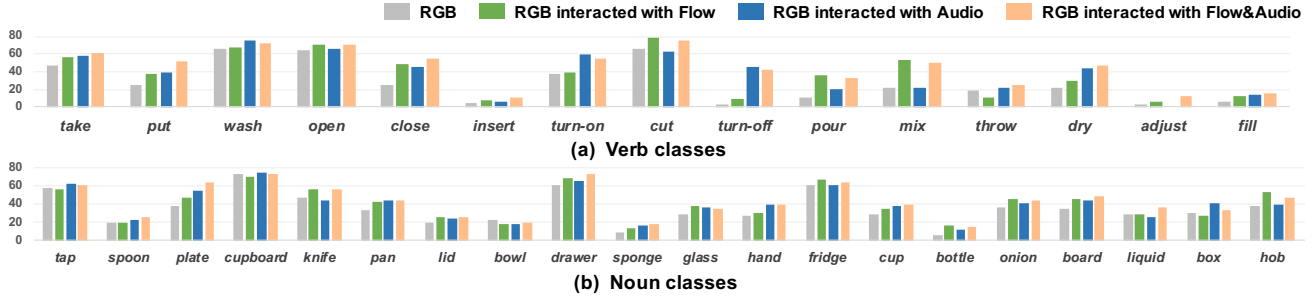 RGB RGB interacted with Flow RGB interacted with Audio RGB interacted with Flow&Audio
80
60
40
20
0
take put wash open close insert turn-on cut turn-off pour mix throw dry adjust fill
(a) Verb classes
80
60
40
20
0
tap spoon plate cupboard knife pan lid bowl drawer sponge glass hand fridge cup bottle onion board liquid box hob
(b) Noun classes